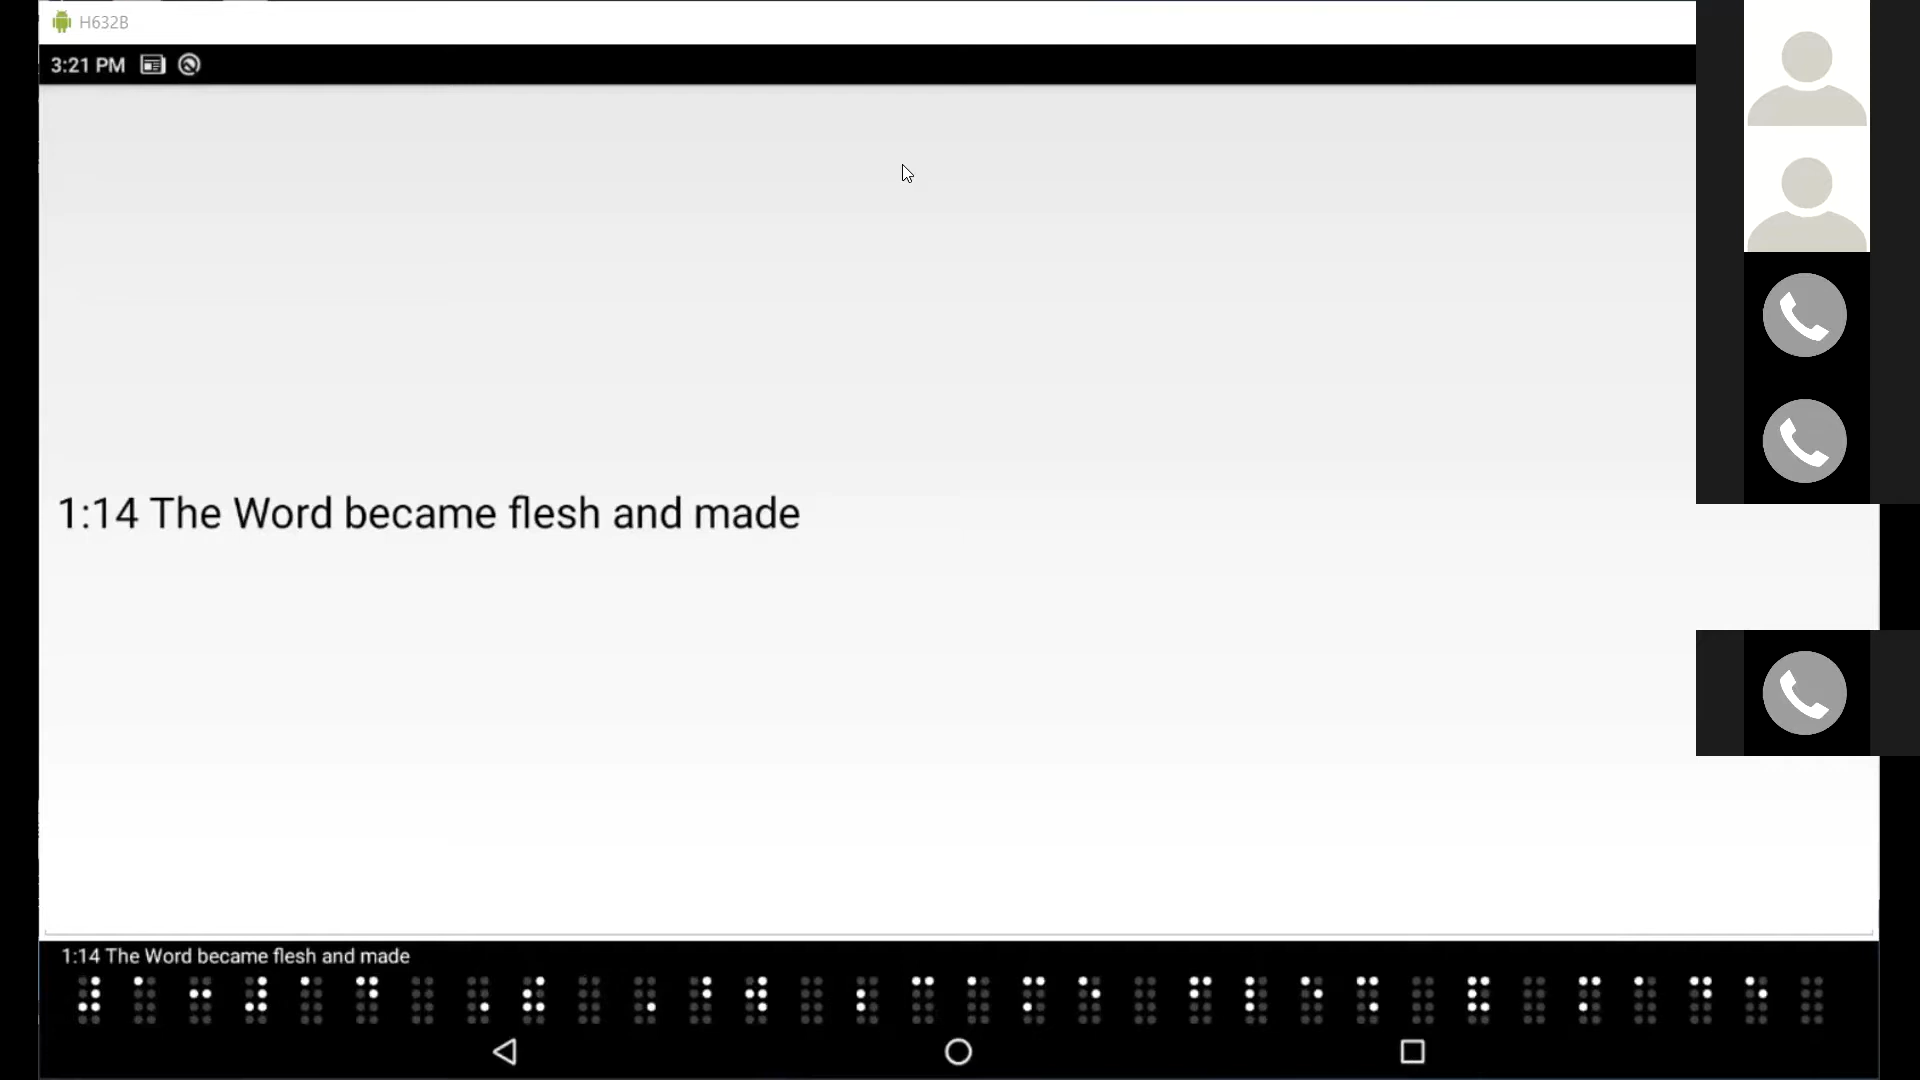 H632B
3:21 PM
1:14 The Word became flesh and made
1:14 The Word became flesh and made
⠼⠁⠒⠼⠁⠙⠀⠠⠮⠀⠠⠘⠺⠀⠆⠉⠁⠍⠑⠀⠋⠇⠑⠩⠀⠯⠀⠍⠁⠙⠑